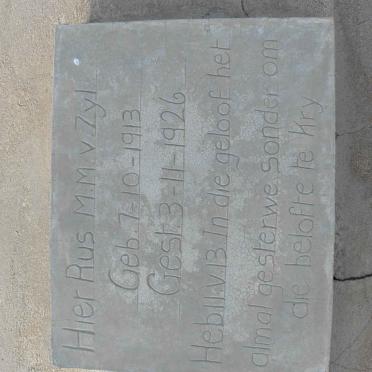 Hier Rus M.M. v Zyl
Geb. 7-10-1913
Gest. 3-11-1926
Heb 11.v.13 In die geloof het
almal gesterwe sonder om
die belofte te kry